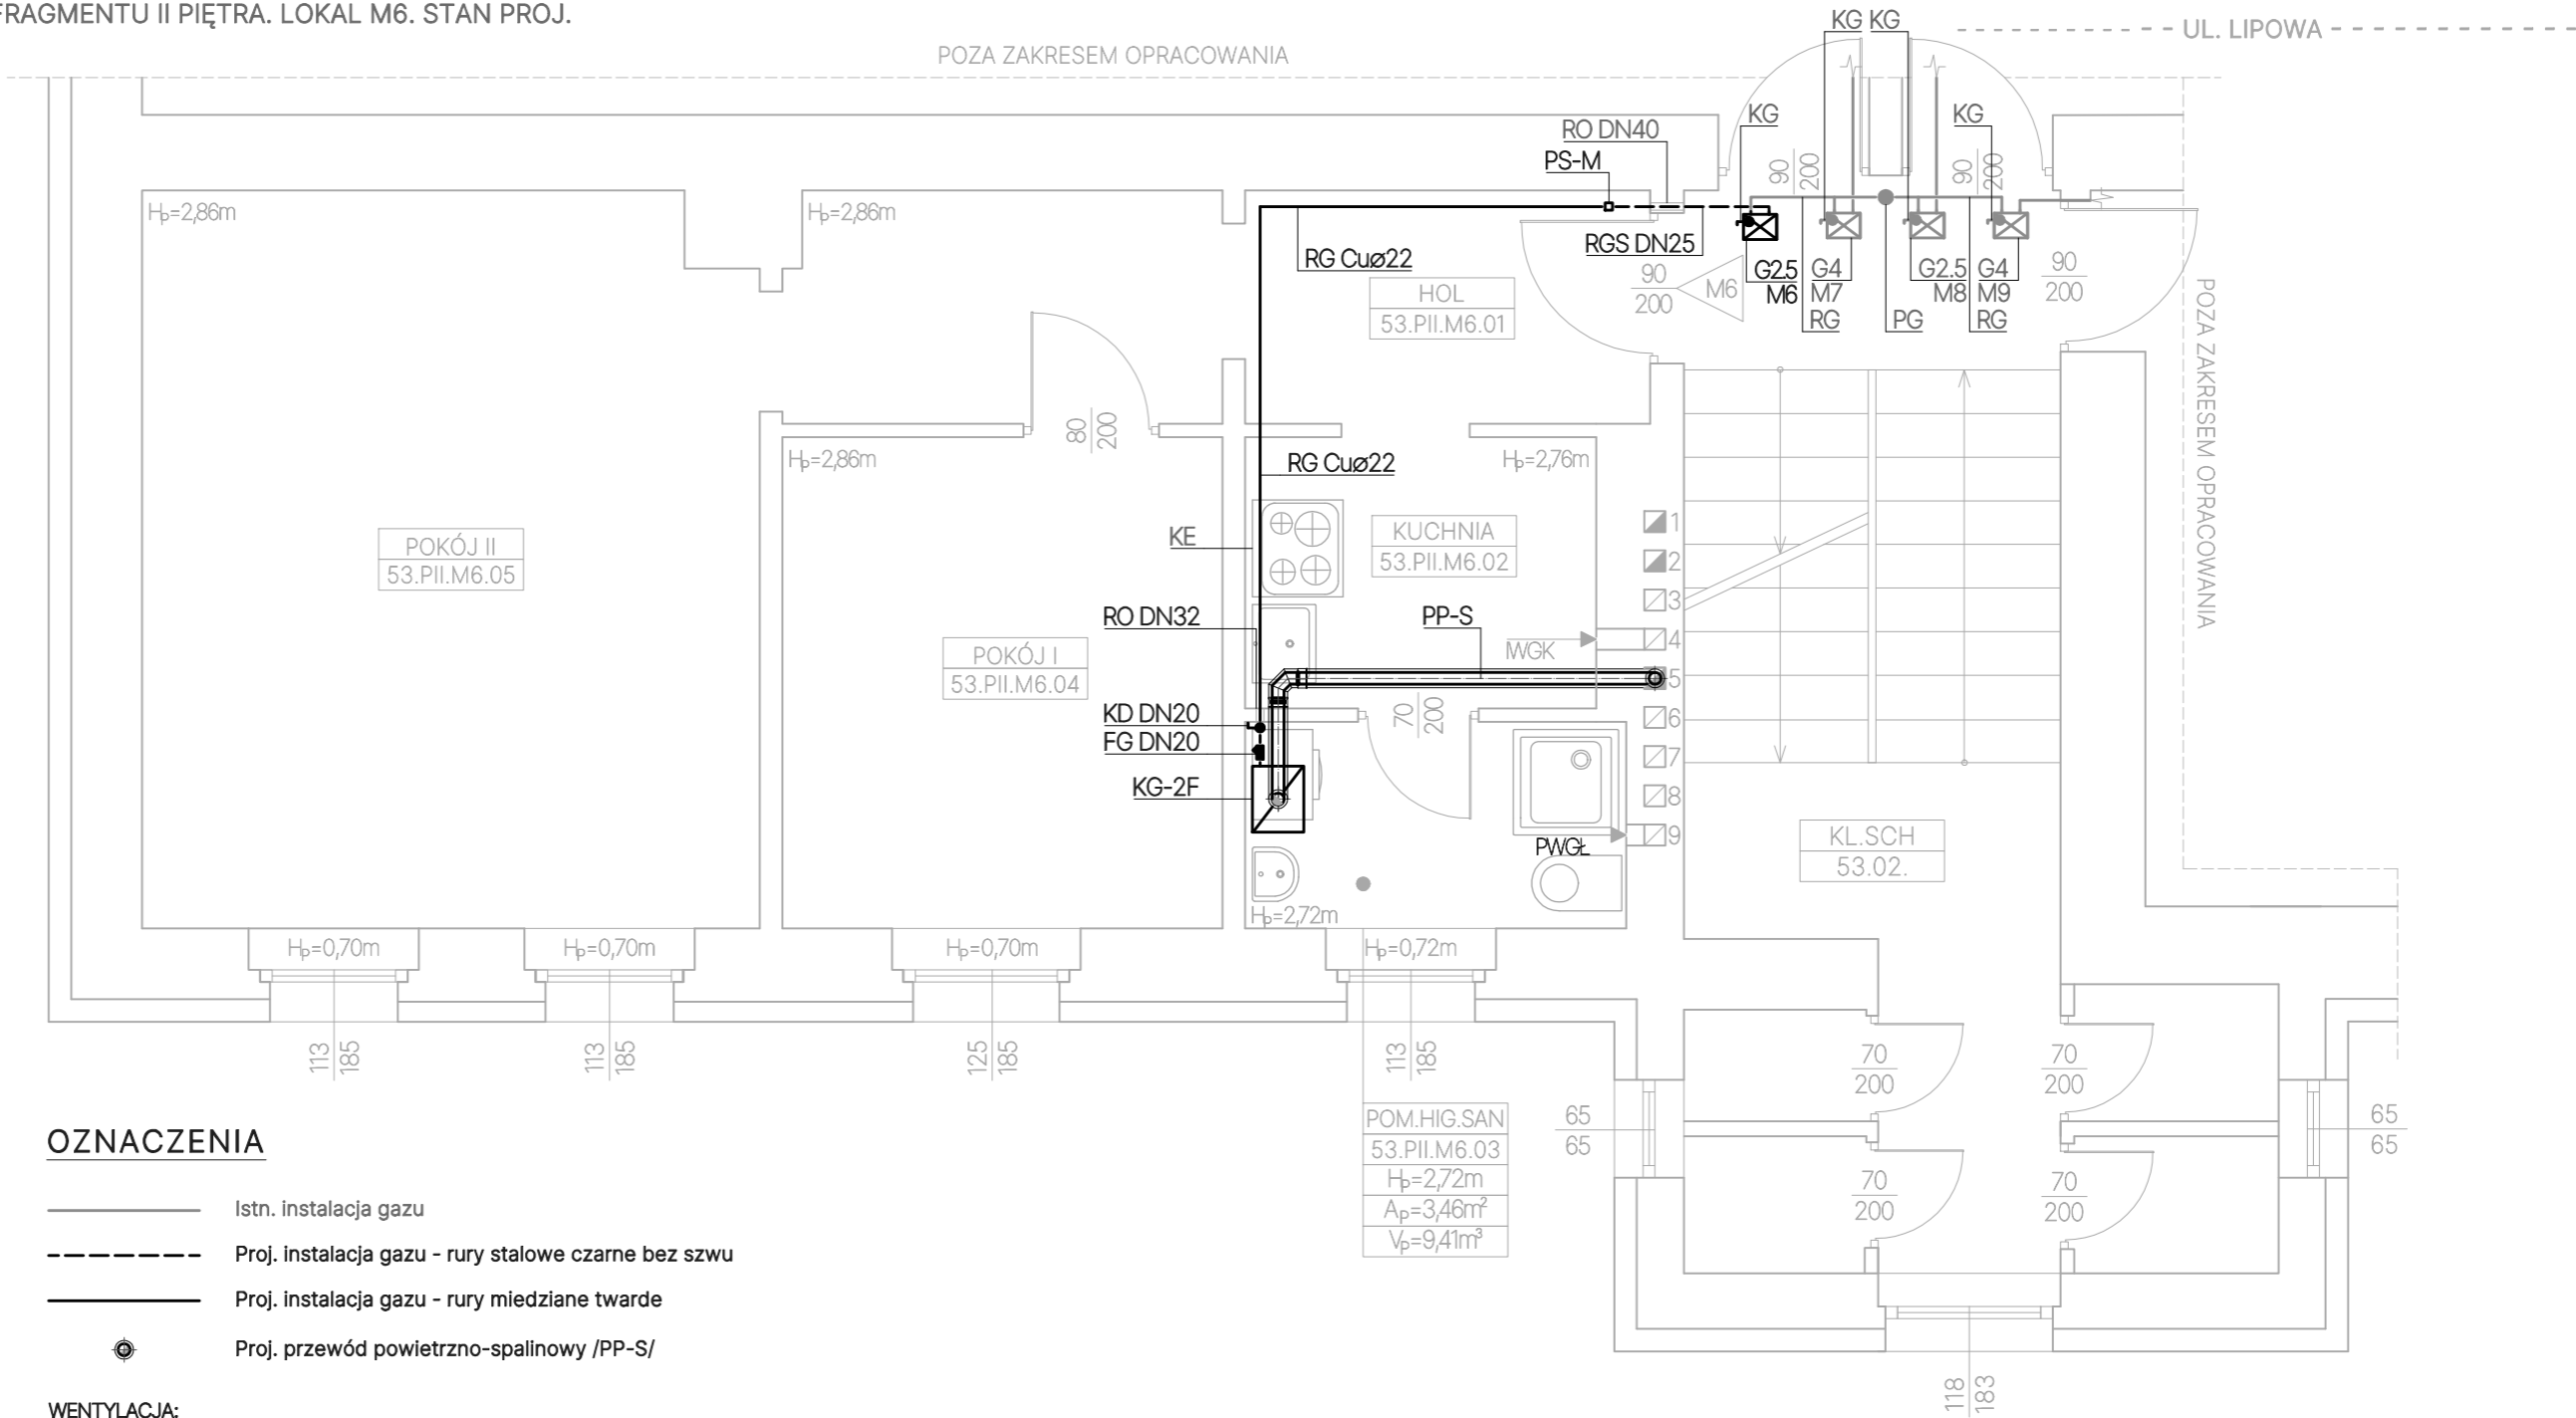 FRAGMENTU II PIĘTRA. LOKAL M6. STAN PROJ.
POZA ZAKRESEM OPRACOWANIA
UL. LIPOWA
KG KG
KG
KG
RO DN40
PS-M
90
200
90
200
Hp=2,86m
Hp=2,86m
RG Cuø22
RGS DN25
HOL
53.PII.M6.01
90
200
M6
G2.5
M6
G4
M7
G2.5
M8
G4
M9
RG
PG
RG
90
200
POZA ZAKRESEM OPRACOWANIA
80
200
Hp=2,86m
RG Cuø22
Hp=2,76m
KE
KUCHNIA
53.PII.M6.02
POKÓJ II
53.PII.M6.05
POKÓJ I
53.PII.M6.04
RO DN32
PP-S
WGK
1
2
3
4
5
6
7
8
9
KD DN20
FG DN20
KG-2F
70
200
PWGŁ
KL.SCH
53.02.
Hp=2,72m
Hp=0,70m
Hp=0,70m
Hp=0,70m
Hp=0,72m
113
185
113
185
125
185
113
185
POM.HIG.SAN
53.PII.M6.03
Hp=2,72m
Ap=3,46m²
Vp=9,41m³
65
65
70
200
70
200
65
65
70
200
70
200
118
183
OZNACZENIA
Istn. instalacja gazu
Proj. instalacja gazu - rury stalowe czarne bez szwu
Proj. instalacja gazu - rury miedziane twarde
Proj. przewód powietrzno-spalinowy /PP-S/
WENTYLACJA: